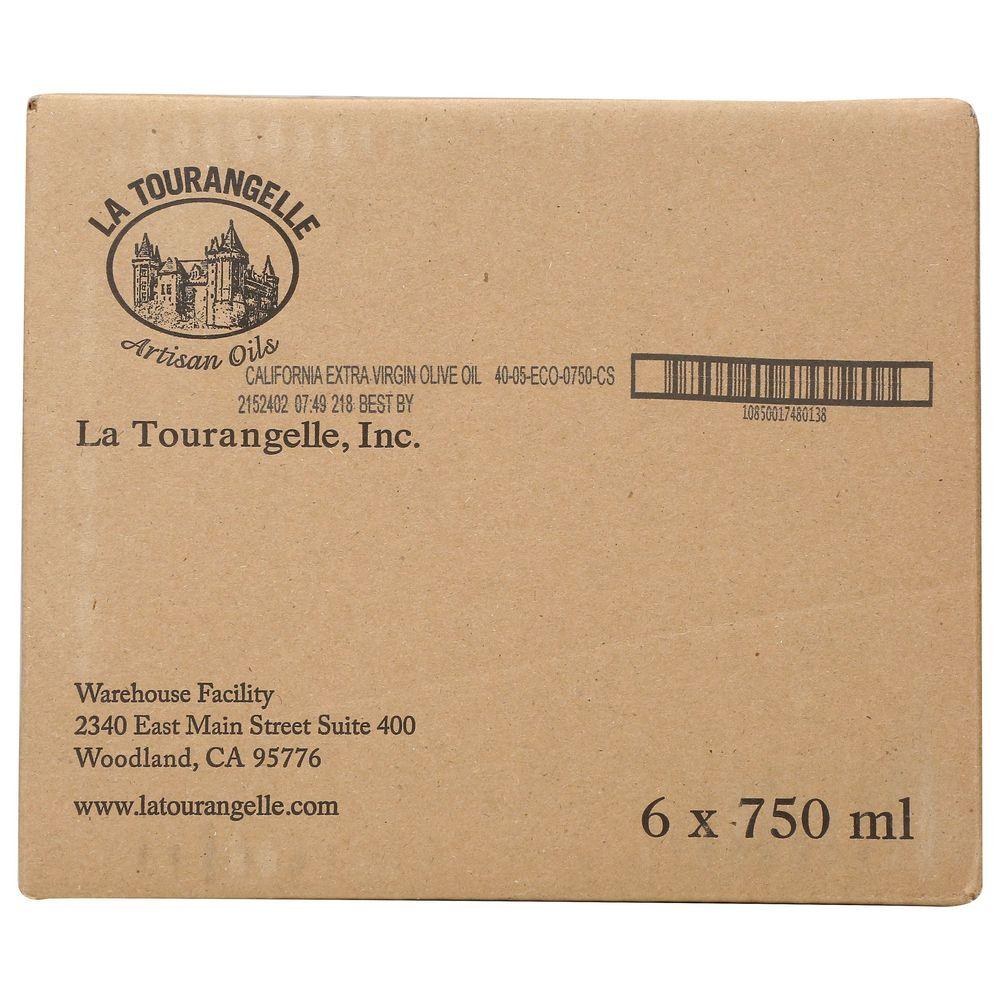 LA TOURANGELLE
Artisan Oils
CALIFORNIA EXTRA VIRGIN OLIVE OIL 40-05-ECO-0750-CS
2152402 07:49 218 BEST BY
10850017480138
La Tourangelle, Inc.
Warehouse Facility
2340 East Main Street Suite 400
Woodland, CA 95776
www.latourangelle.com
6 x 750 ml